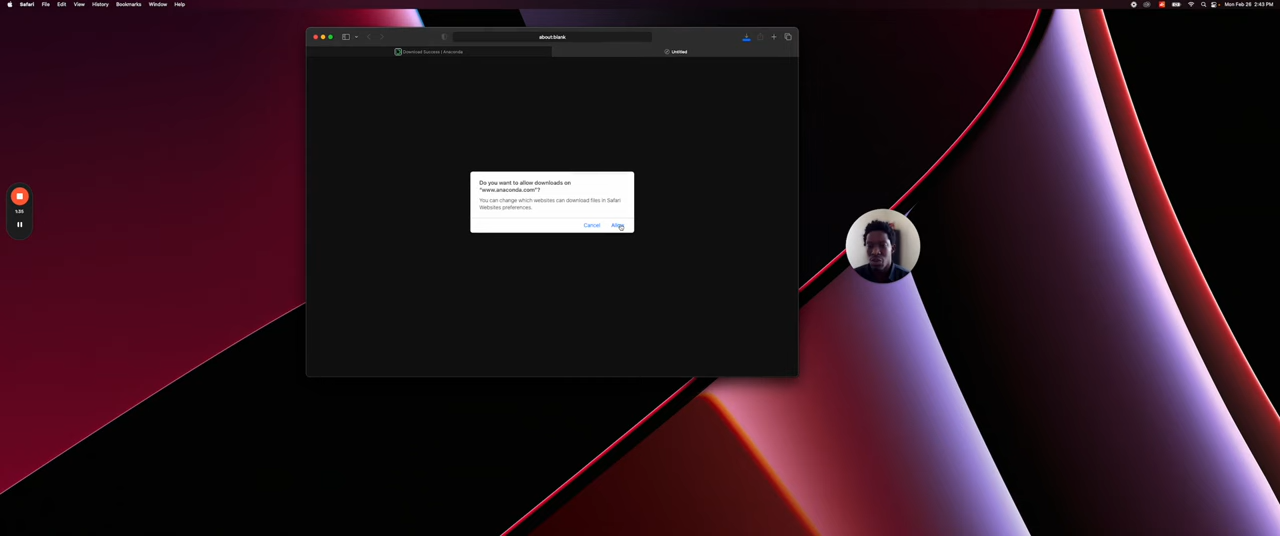 Safari File Edit View History Bookmarks Window Help Mon Feb 26 2:43 PM
about:blank
Download Success | Anaconda Untitled
Do you want to allow downloads on
"www.anaconda.com"?
You can change which websites can download files in Safari
Websites preferences.
Cancel Allow
1:35